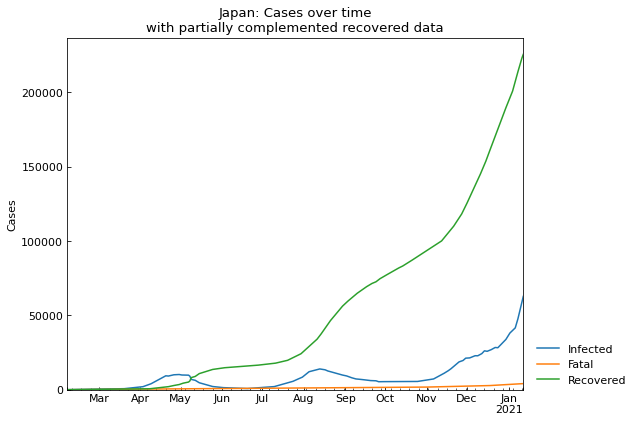 Japan: Cases over time
with partially complemented recovered data
Cases
200000
150000
100000
50000
0
Mar Apr May Jun Jul Aug Sep Oct Nov Dec Jan
2021
Infected
Fatal
Recovered